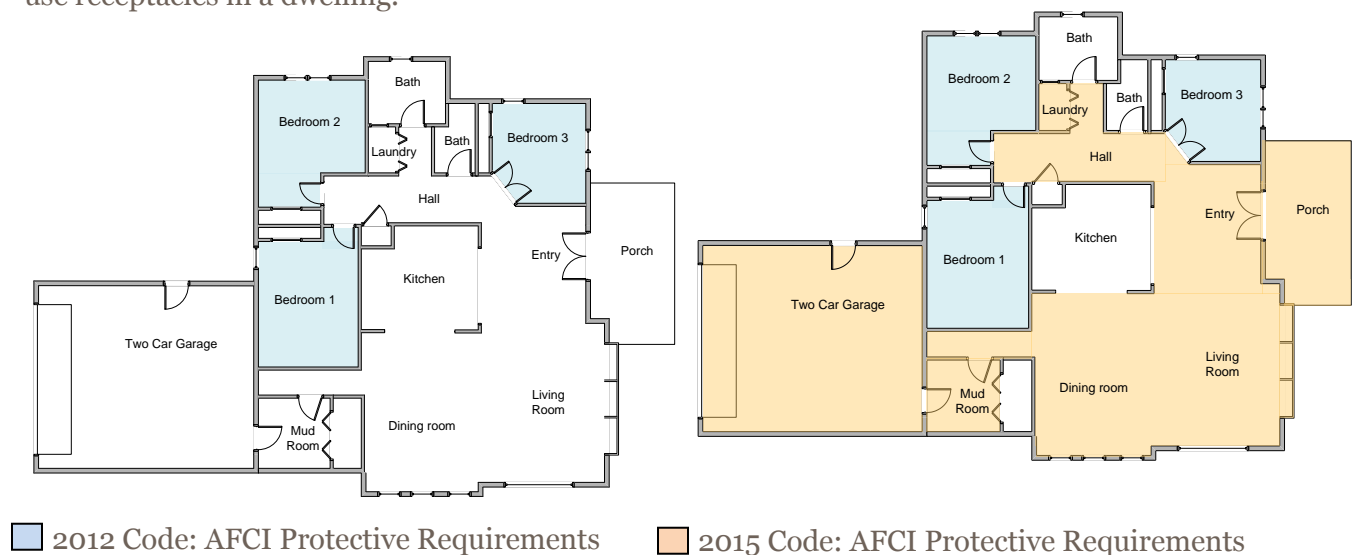 use receptacles in a dwelling.
Bath
Bedroom 2
Bedroom 3
Bath
Laundry
Hall
Entry
Porch
Kitchen
Bedroom 1
Two Car Garage
Living
Room
Dining room
Mud
Room
Bath
Bedroom 2
Bedroom 3
Laundry
Bath
Hall
Entry
Porch
Kitchen
Bedroom 1
Two Car Garage
Living
Room
Dining room
Mud
Room
2012 Code: AFCI Protective Requirements
2015 Code: AFCI Protective Requirements